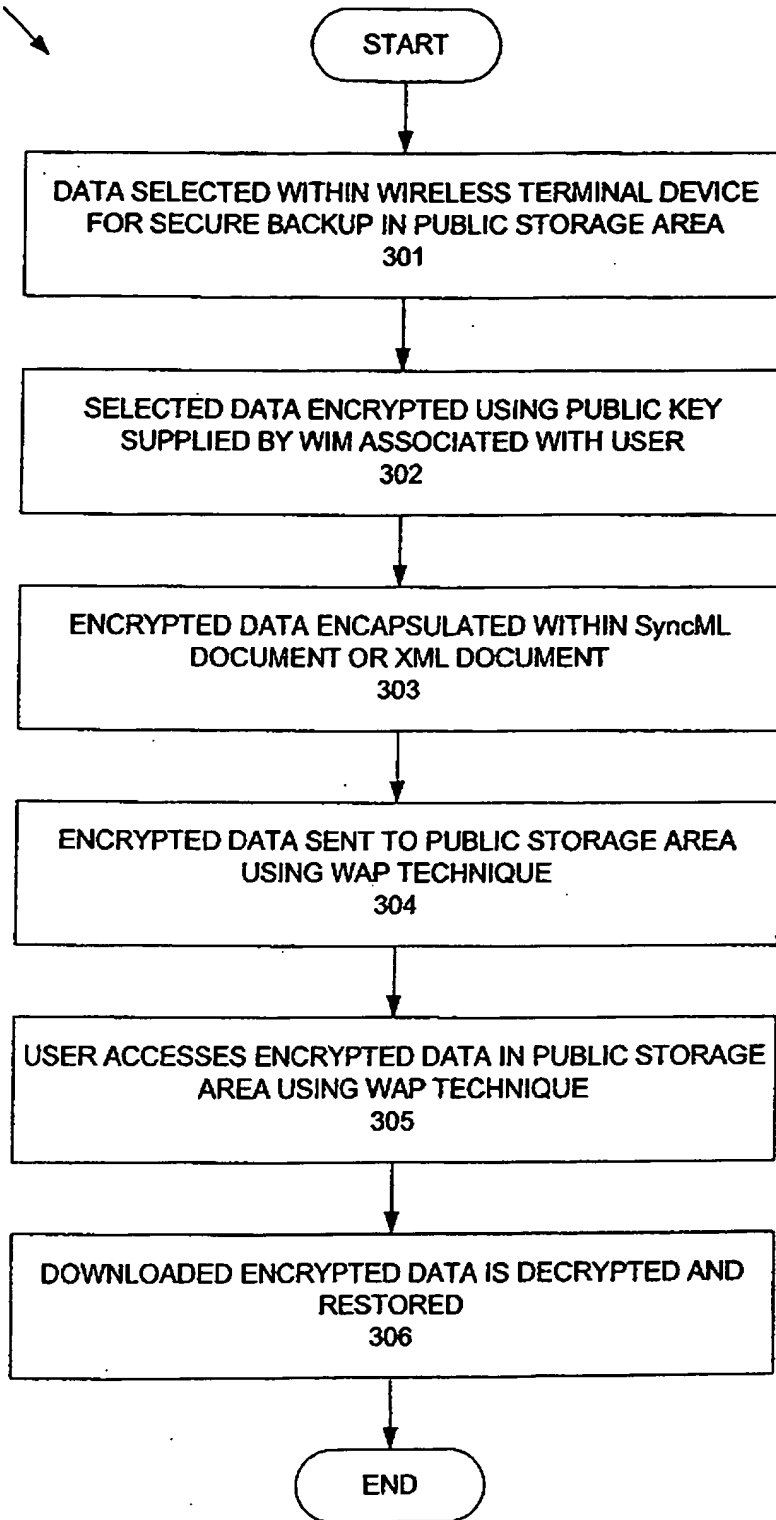 START
DATA SELECTED WITHIN WIRELESS TERMINAL DEVICE
FOR SECURE BACKUP IN PUBLIC STORAGE AREA
301
SELECTED DATA ENCRYPTED USING PUBLIC KEY
SUPPLIED BY WIM ASSOCIATED WITH USER
302
ENCRYPTED DATA ENCAPSULATED WITHIN SyncML
DOCUMENT OR XML DOCUMENT
303
ENCRYPTED DATA SENT TO PUBLIC STORAGE AREA
USING WAP TECHNIQUE
304
USER ACCESSES ENCRYPTED DATA IN PUBLIC STORAGE
AREA USING WAP TECHNIQUE
305
DOWNLOADED ENCRYPTED DATA IS DECRYPTED AND
RESTORED
306
END